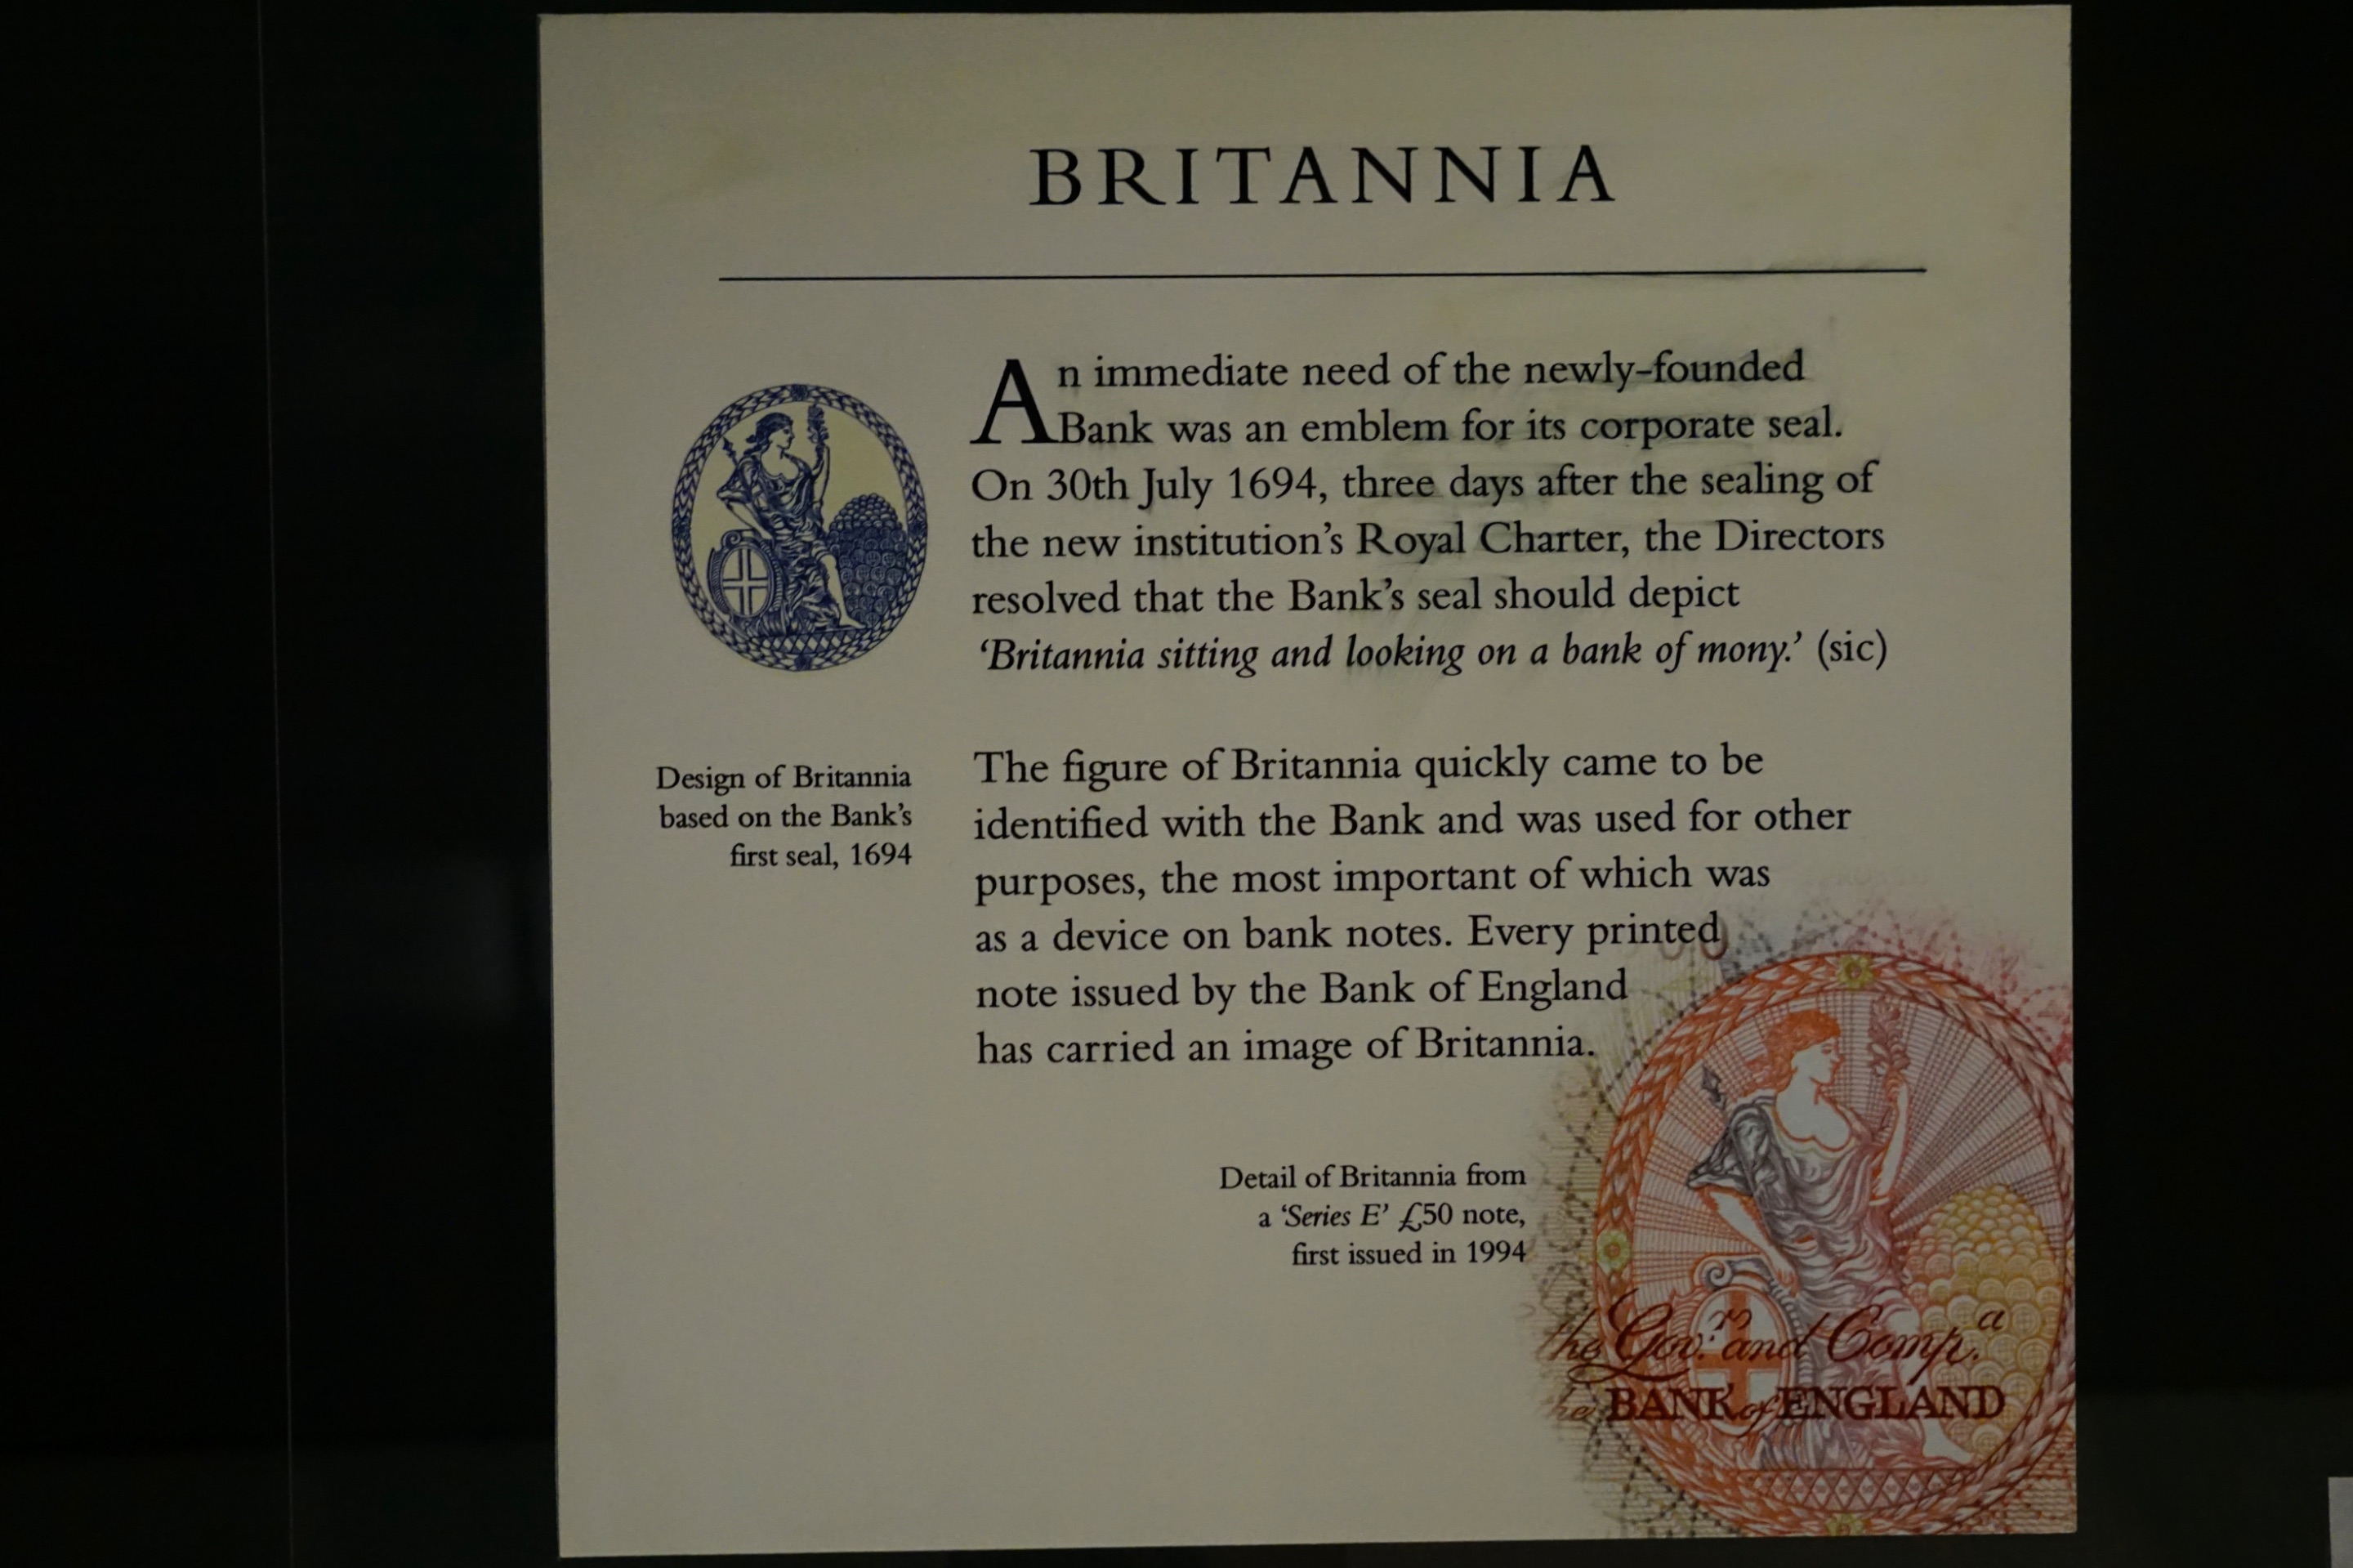 BRITANNIA
An immediate need of the newly-founded
Bank was an emblem for its corporate seal.
On 30th July 1694, three days after the sealing of
the new institution’s Royal Charter, the Directors
resolved that the Bank’s seal should depict
‘Britannia sitting and looking on a bank of mony.’ (sic)
Design of Britannia
based on the Bank’s
first seal, 1694
The figure of Britannia quickly came to be
identified with the Bank and was used for other
purposes, the most important of which was
as a device on bank notes. Every printed
note issued by the Bank of England
has carried an image of Britannia.
Detail of Britannia from
a ‘Series E’ £50 note,
first issued in 1994
the Gov.ʳ and Comp.ᵃ
BANK of ENGLAND